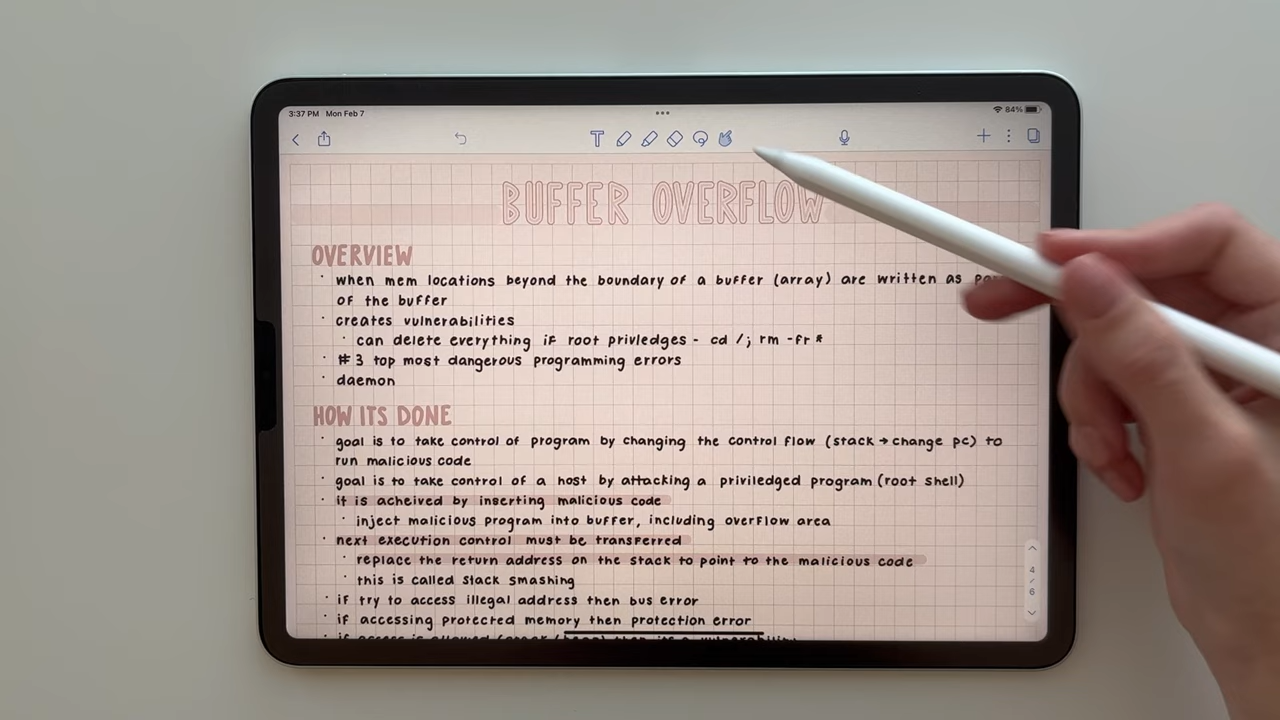 3:37 PM Mon Feb 7
84%
BUFFER OVERFLOW
OVERVIEW
· when mem locations beyond the boundary of a buffer (array) are written as
of the buffer
· creates vulnerabilities
· can delete everything if root privledges - cd /; rm -fr *
· # 3 top most dangerous programming errors
· daemon
HOW ITS DONE
· goal is to take control of program by changing the control flow (stack → change pc) to
run malicious code
· goal is to take control of a host by attacking a priviledged program (root shell)
· it is acheived by inserting malicious code
· inject malicious program into buffer, including overflow area
· next execution control must be transferred
· replace the return address on the stack to point to the malicious code
· this is called stack smashing
· if try to access illegal address then bus error
· if accessing protected memory then protection error
4
6